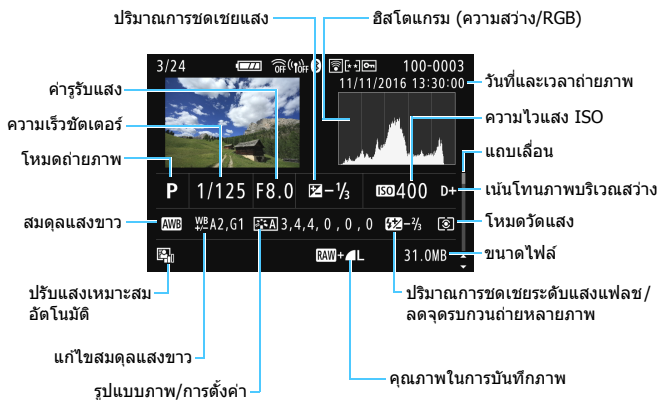 ปริมาณการชดเชยแสง
ฮิสโตแกรม (ความสว่าง/RGB)
3/24 OFF OFF 100-0003
11/11/2016 13:30:00
วันที่และเวลาถ่ายภาพ
ค่ารูรับแสง
ความไวแสง ISO
ความเร็วชัตเตอร์
แถบเลื่อน
โหมดถ่ายภาพ
P 1/125 F8.0 -⅓ ISO 400 D+
เน้นโทนภาพบริเวณสว่าง
สมดุลแสงขาว
AWB WB+/- A2,G1 A 3,4,4,0,0,0 -⅔
โหมดวัดแสง
RAW+L 31.0MB
ขนาดไฟล์
ปรับแสงเหมาะสม
อัตโนมัติ
ปริมาณการชดเชยระดับแสงแฟลช/
ลดจุดรบกวนถ่ายหลายภาพ
แก้ไขสมดุลแสงขาว
คุณภาพในการบันทึกภาพ
รูปแบบภาพ/การตั้งค่า